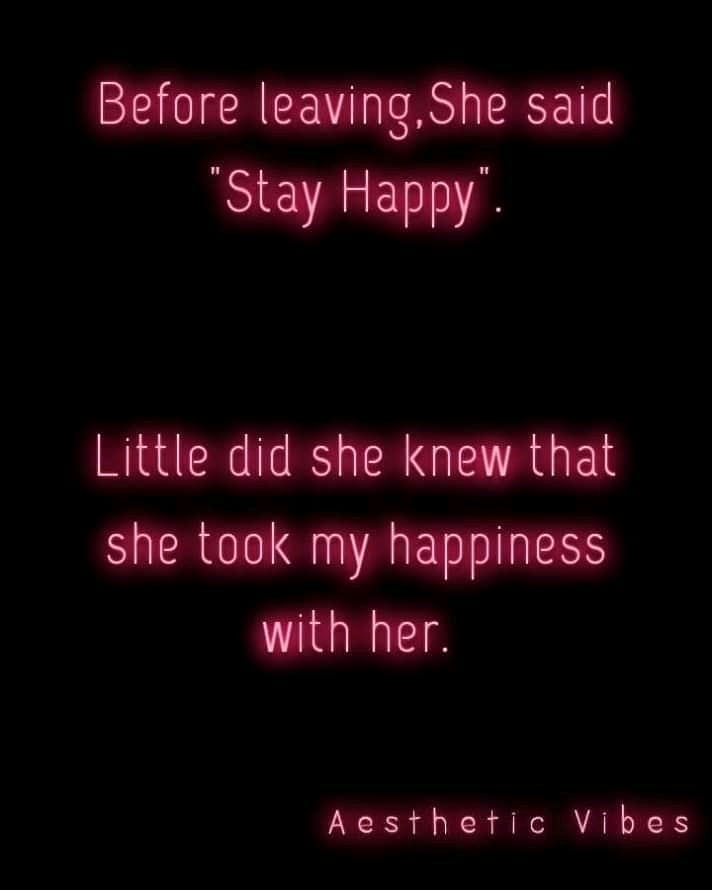 Before leaving,She said
"Stay Happy".
Little did she knew that
she took my happiness
with her.
Aesthetic Vibes